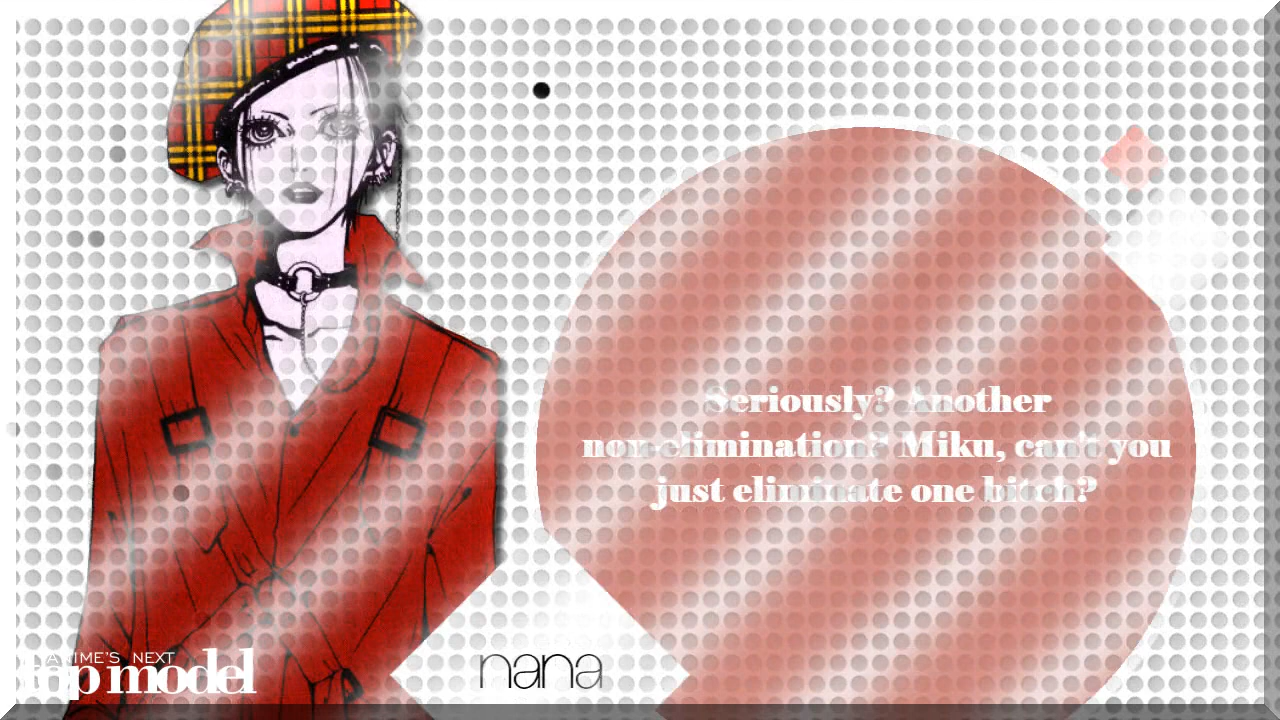 Seriously? Another
non-elimination? Miku, can't you
just eliminate one bitch?
ANIME'S NEXT
top model
nana